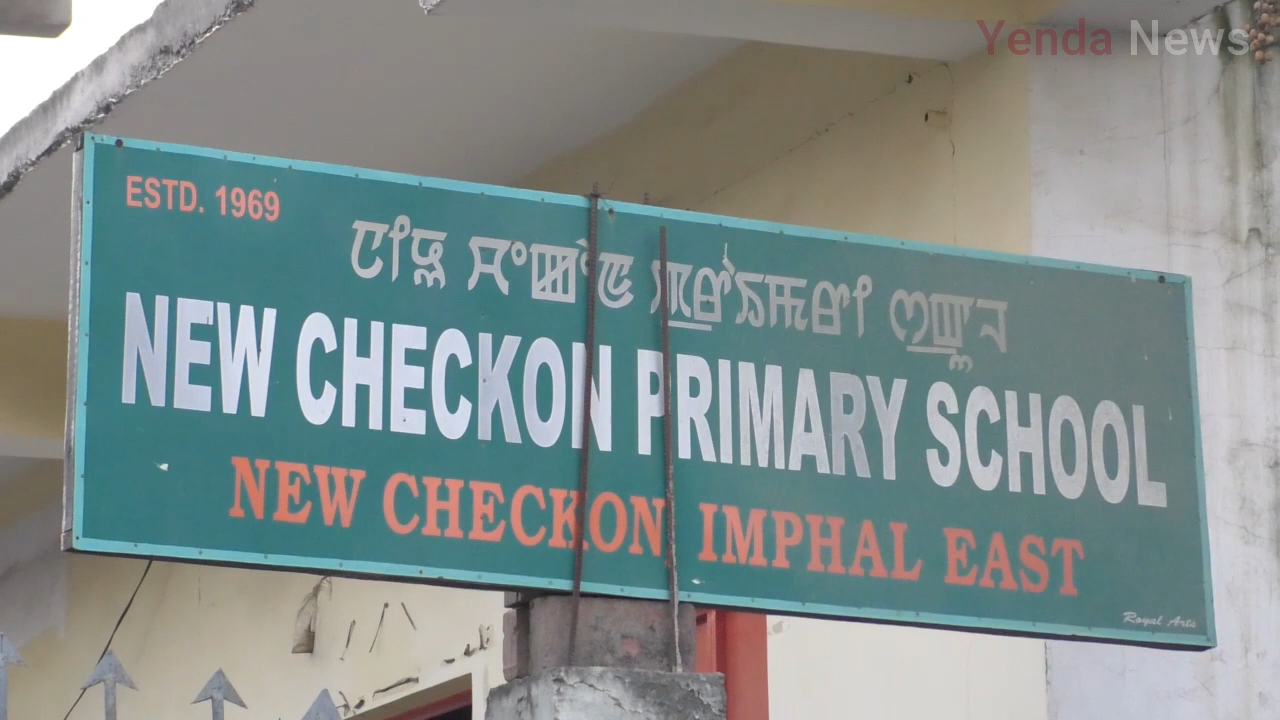 Yenda News
ESTD. 1969
NEW CHECKON PRIMARY SCHOOL
NEW CHECKON IMPHAL EAST
Royal Arts